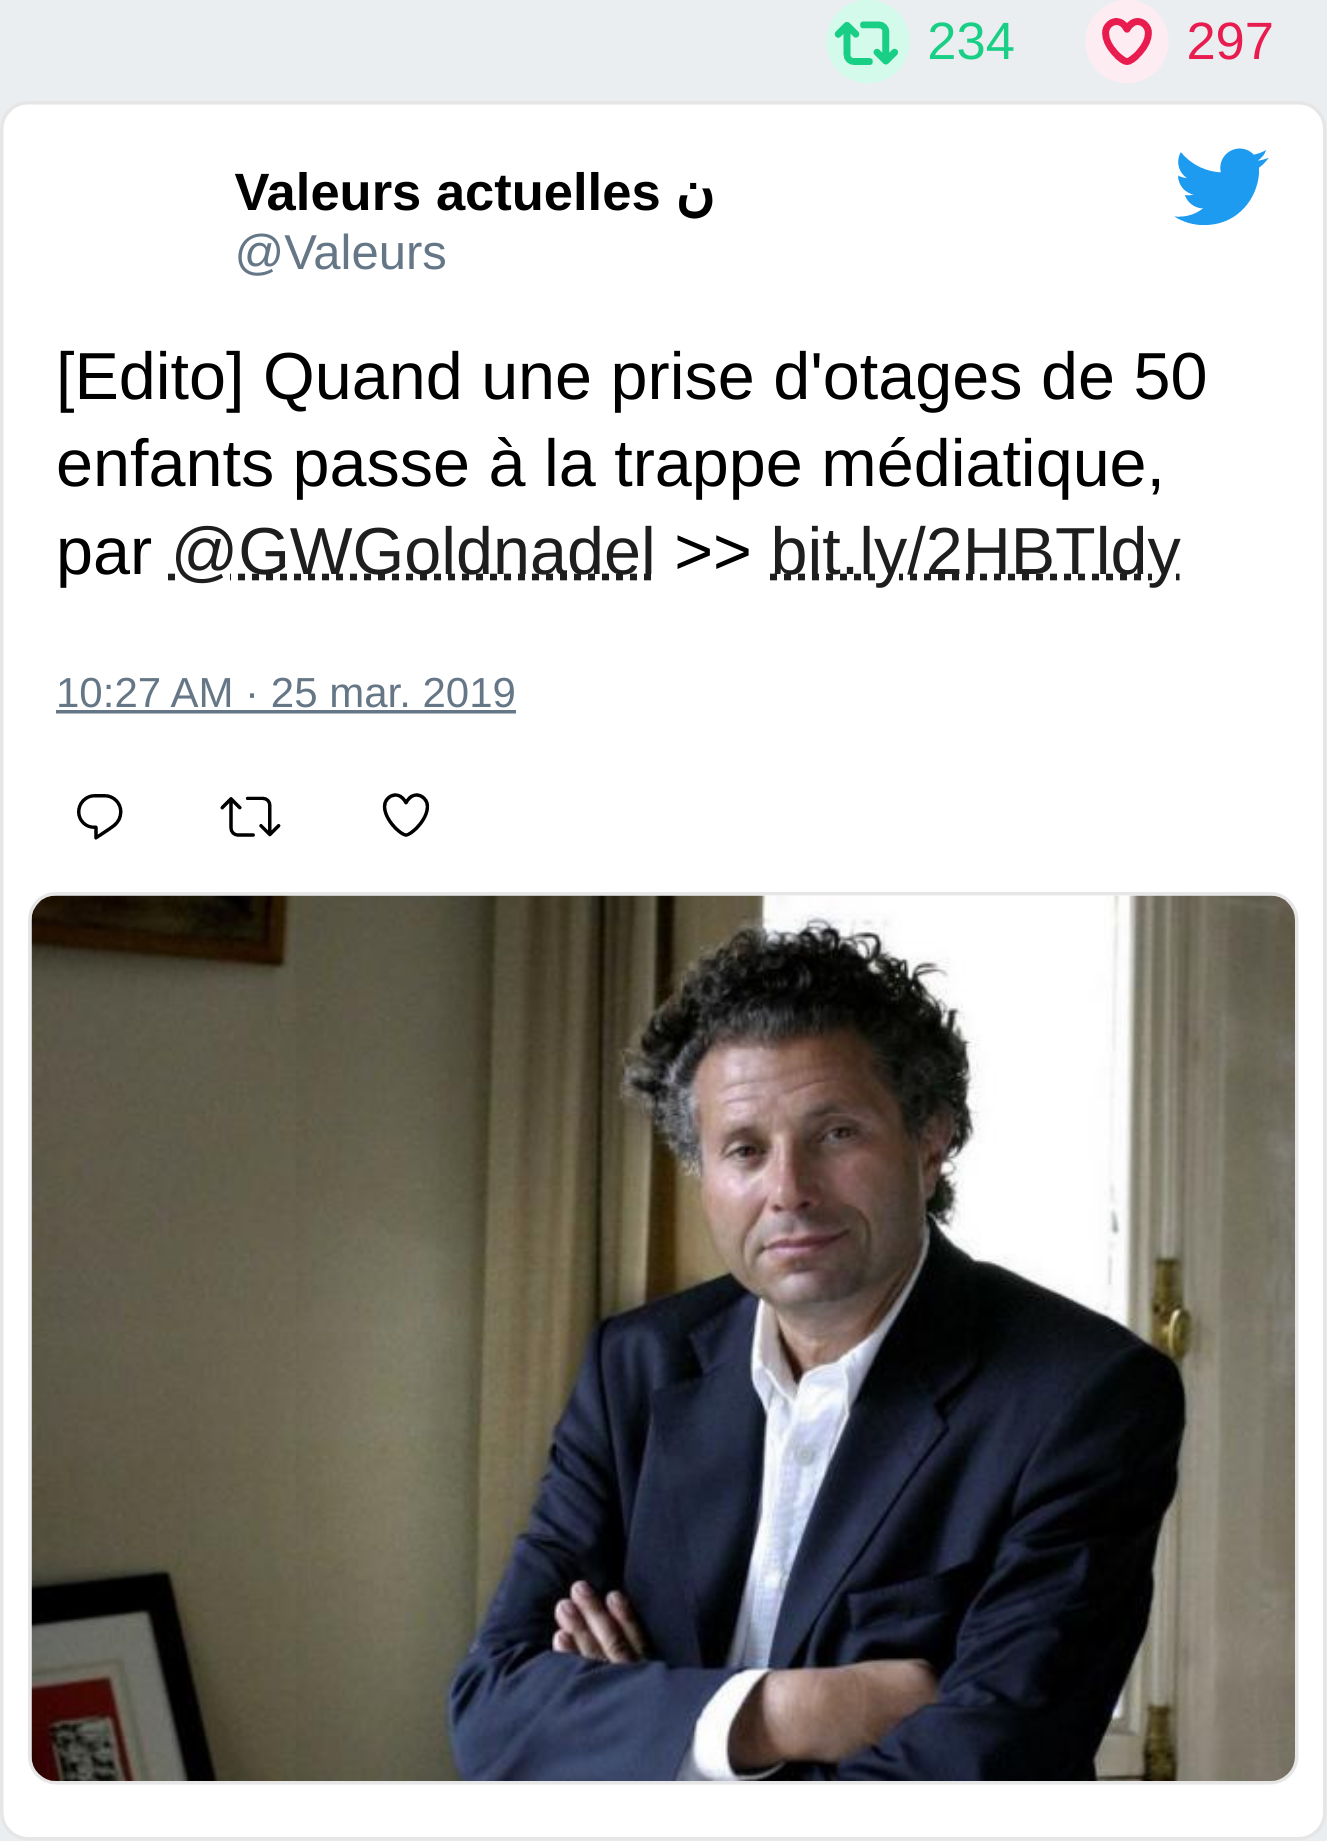 234 297
Valeurs actuelles ن
@Valeurs
[Edito] Quand une prise d'otages de 50
enfants passe à la trappe médiatique,
par @GWGoldnadel >> bit.ly/2HBTldy
10:27 AM · 25 mar. 2019